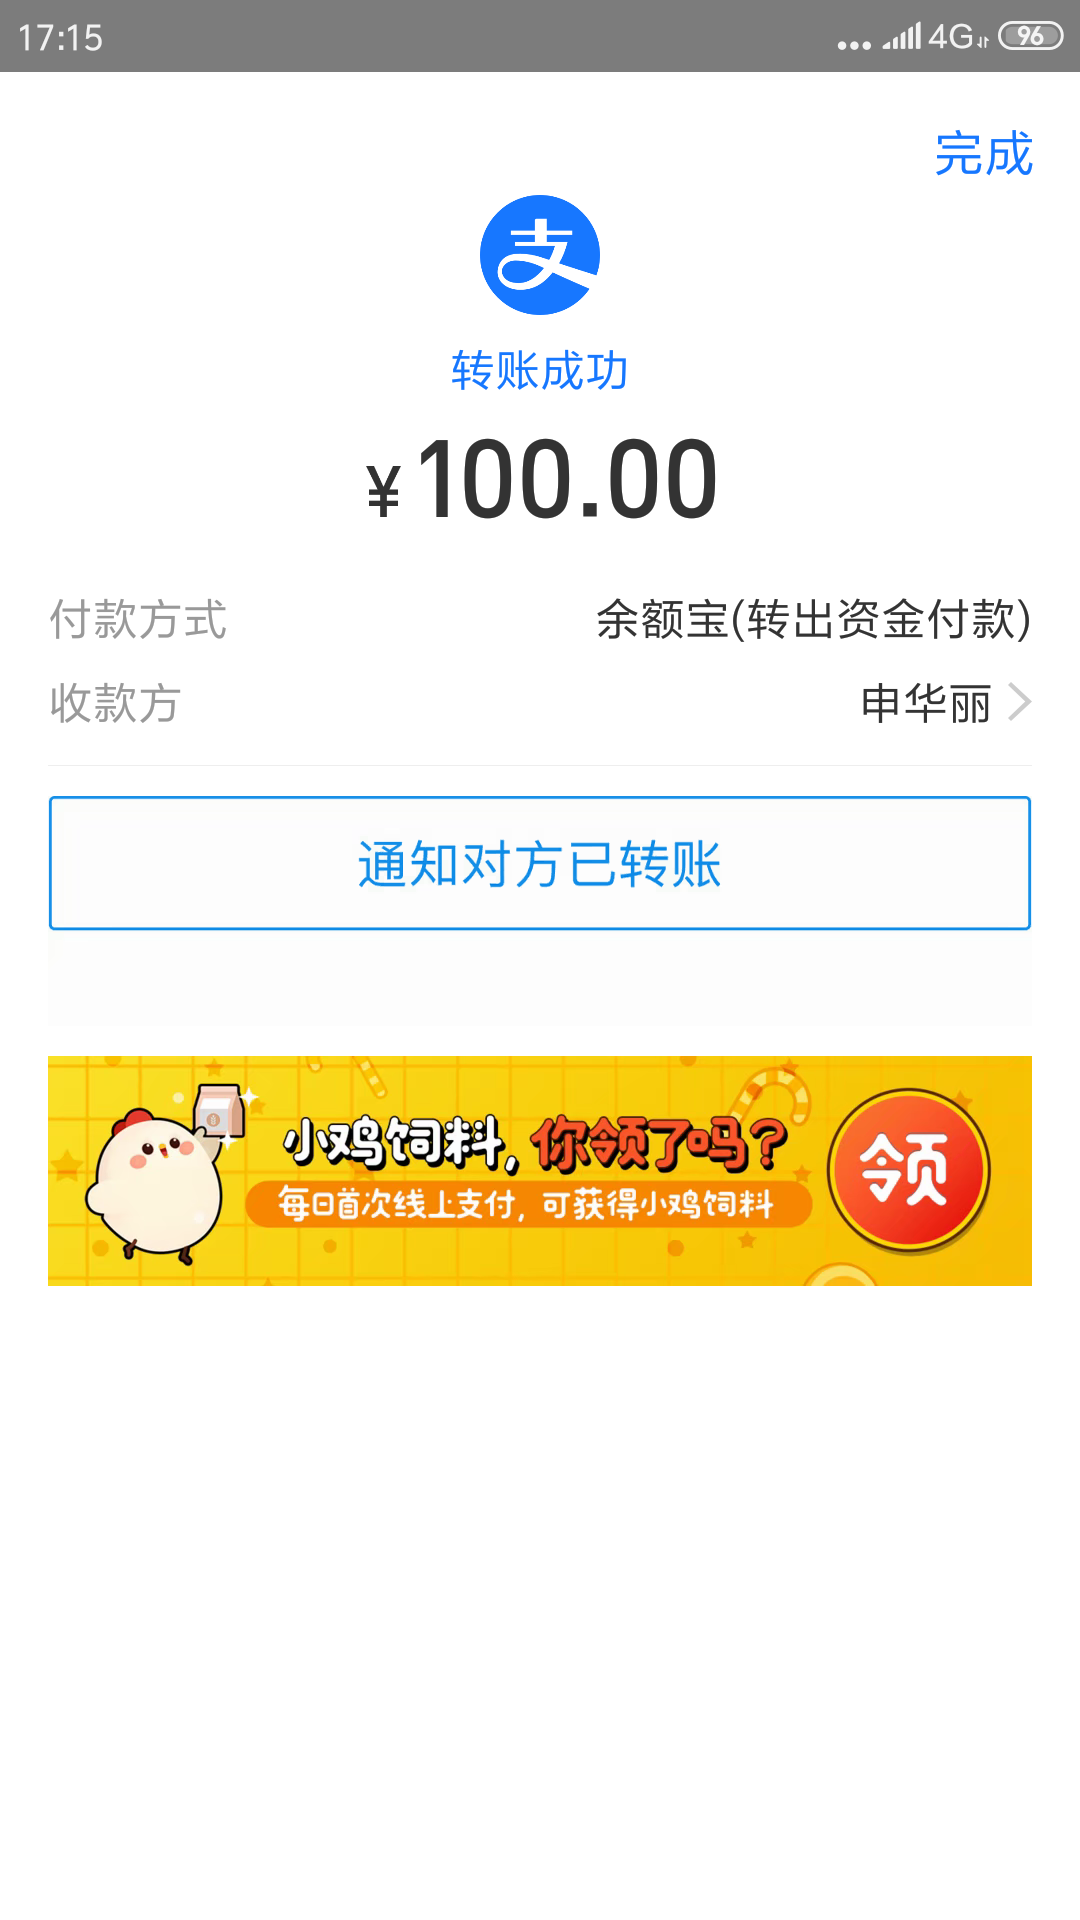 17:15
4G 96
完成
支
转账成功
¥100.00
付款方式 余额宝(转出资金付款)
收款方 申华丽
通知对方已转账
小鸡饲料,你领了吗?
每日首次线上支付,可获得小鸡饲料
领